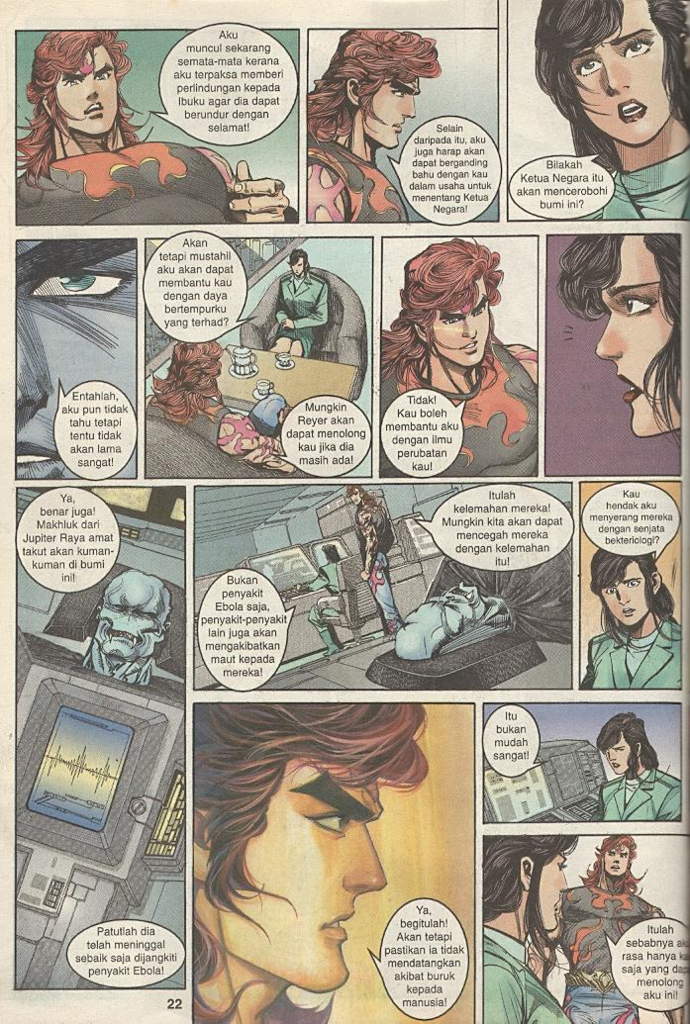 Aku
muncul sekarang
semata-mata kerana
aku terpaksa memberi
perlindungan kepada
Ibuku agar dia dapat
berundur dengan
selamat!
Selain
daripada itu, aku
juga harap akan
dapat berganding
bahu dengan kau
dalam usaha untuk
menentang Ketua
Negara!
Bilakah
Ketua Negara itu
akan mencerobohi
bumi ini?
Entahlah,
aku pun tidak
tahu tetapi
tentu tidak
akan lama
sangat!
Akan
tetapi mustahil
aku akan dapat
membantu kau
dengan daya
bertempurku
yang terhad?
Mungkin
Reyer akan
dapat menolong
kau jika dia
masih ada!
Tidak!
Kau boleh
membantu aku
dengan ilmu
perubatan
kau!
Ya,
benar juga!
Makhluk dari
Jupiter Raya amat
takut akan kuman-
kuman di bumi
ini!
Patutlah dia
telah meninggal
sebaik saja dijangkiti
penyakit Ebola!
Itulah
kelemahan mereka!
Mungkin kita akan dapat
mencegah mereka
dengan kelemahan
itu!
Bukan
penyakit
Ebola saja,
penyakit-penyakit
lain juga akan
mengakibatkan
maut kepada
mereka!
Kau
hendak aku
menyerang mereka
dengan senjata
bekteriologi?
Ya,
begitulah!
Akan tetapi
pastikan ia tidak
mendatangkan
akibat buruk
kepada
manusia!
Itu
bukan
mudah
sangat!
Itulah
sebabnya
rasa hanya
saja yang
menolong
aku ini!
22